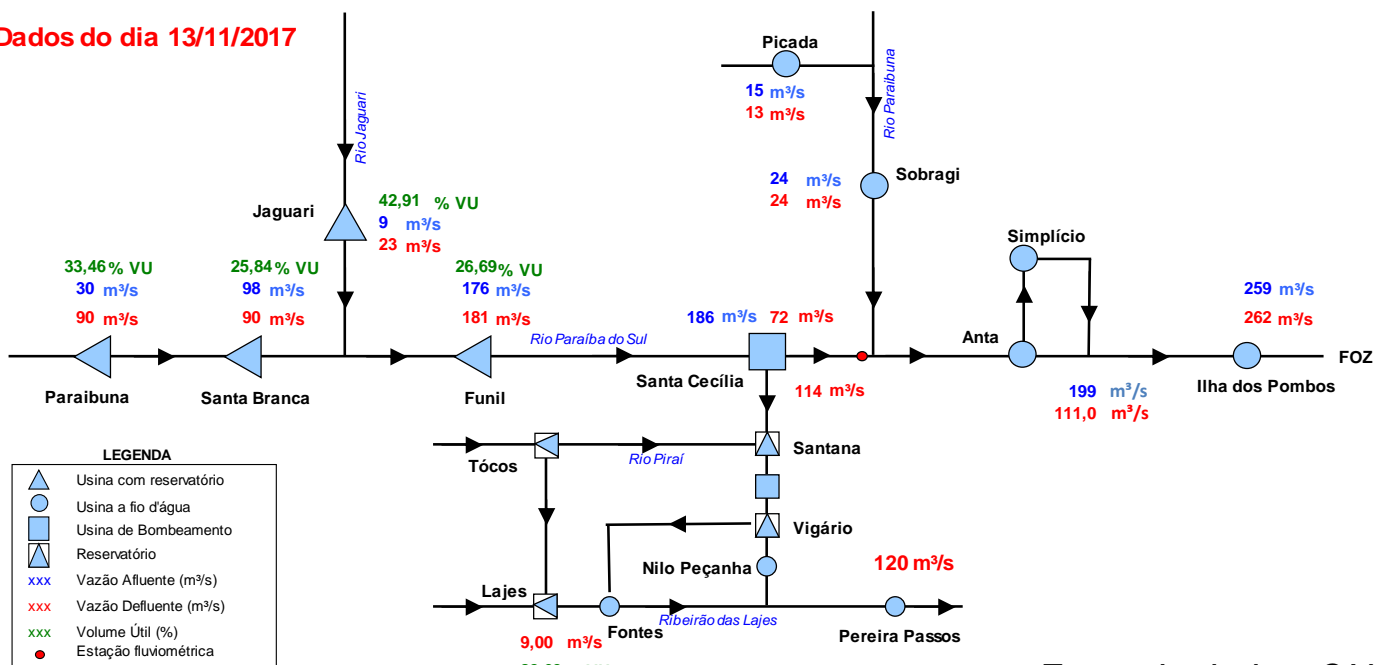 Dados do dia 13/11/2017
Picada
15 m³/s
13 m³/s
Rio Paraibuna
Rio Jaguari
Sobragi
24 m³/s
24 m³/s
Jaguari
42,91 % VU
9 m³/s
23 m³/s
Simplício
33,46 % VU
30 m³/s
90 m³/s
25,84 % VU
98 m³/s
90 m³/s
26,69 % VU
176 m³/s
181 m³/s
186 m³/s 72 m³/s
259 m³/s
262 m³/s
Rio Paraíba do Sul
Anta
FOZ
Paraibuna
Santa Branca
Funil
Santa Cecília
114 m³/s
199 m³/s
111,0 m³/s
Ilha dos Pombos
LEGENDA
Usina com reservatório
Usina a fio d'água
Usina de Bombeamento
Reservatório
xxx Vazão Afluente (m³/s)
xxx Vazão Defluente (m³/s)
xxx Volume Útil (%)
Estação fluviométrica
Tócos
Rio Piraí
Santana
Vigário
Nilo Peçanha
120 m³/s
Lajes
Fontes
Ribeirão das Lajes
Pereira Passos
9,00 m³/s